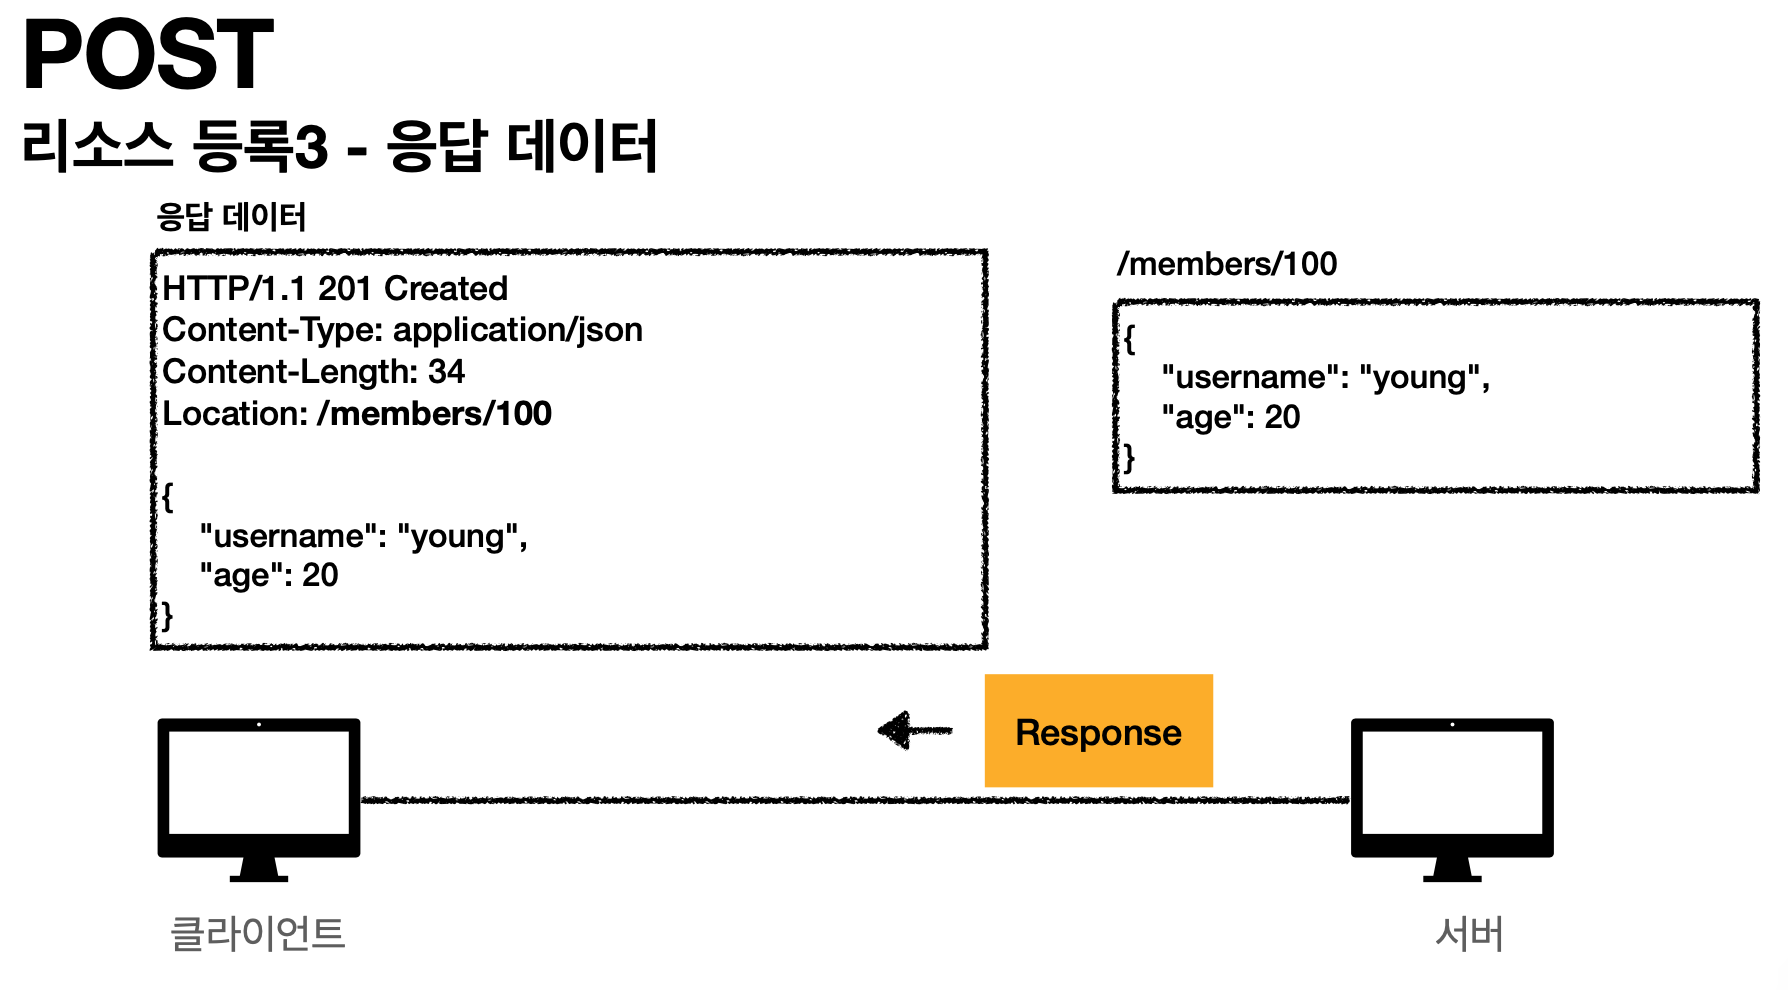 POST
리소스 등록3 - 응답 데이터
응답 데이터
HTTP/1.1 201 Created
Content-Type: application/json
Content-Length: 34
Location: /members/100
{
"username": "young",
"age": 20
}
/members/100
{
"username": "young",
"age": 20
}
Response
클라이언트
서버